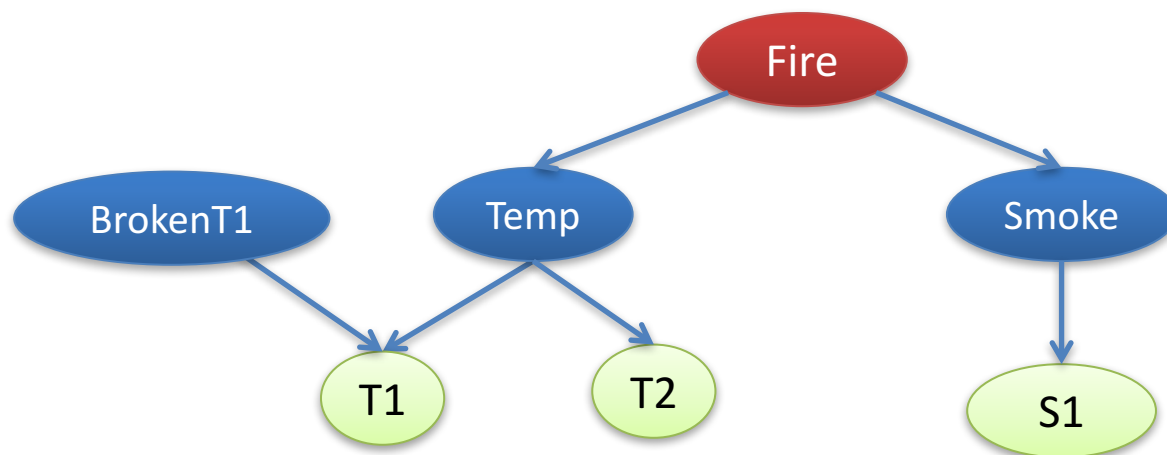 Fire
BrokenT1
Temp
Smoke
T1
T2
S1